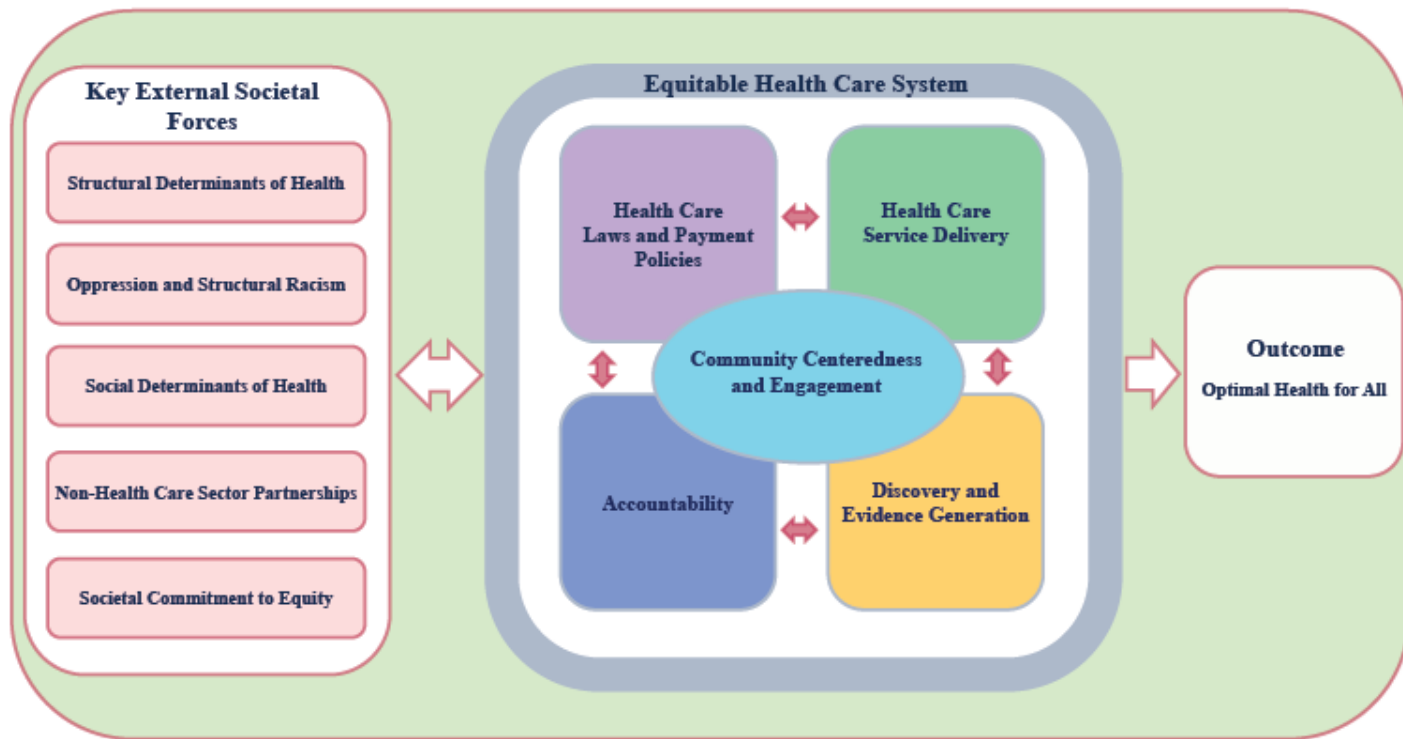 Key External Societal
Forces
Structural Determinants of Health
Oppression and Structural Racism
Social Determinants of Health
Non-Health Care Sector Partnerships
Societal Commitment to Equity
Equitable Health Care System
Health Care
Laws and Payment
Policies
Health Care
Service Delivery
Community Centeredness
and Engagement
Accountability
Discovery and
Evidence Generation
Outcome
Optimal Health for All